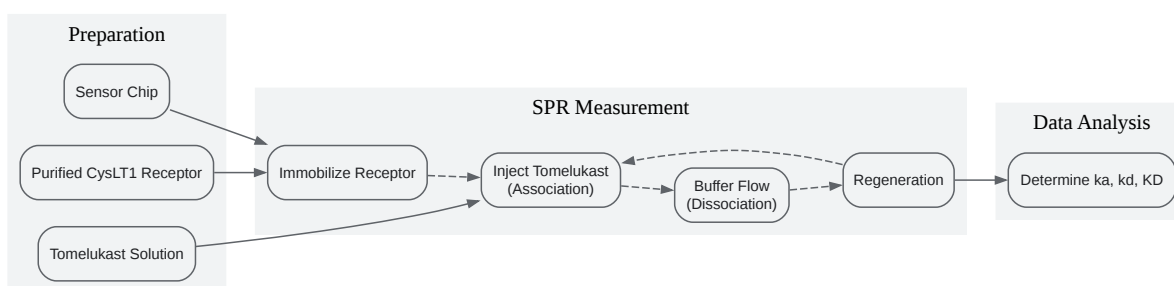 Preparation
Sensor Chip
Purified CysLT1 Receptor
Tomelukast Solution
SPR Measurement
Immobilize Receptor
Inject Tomelukast
(Association)
Buffer Flow
(Dissociation)
Regeneration
Data Analysis
Determine ka, kd, KD